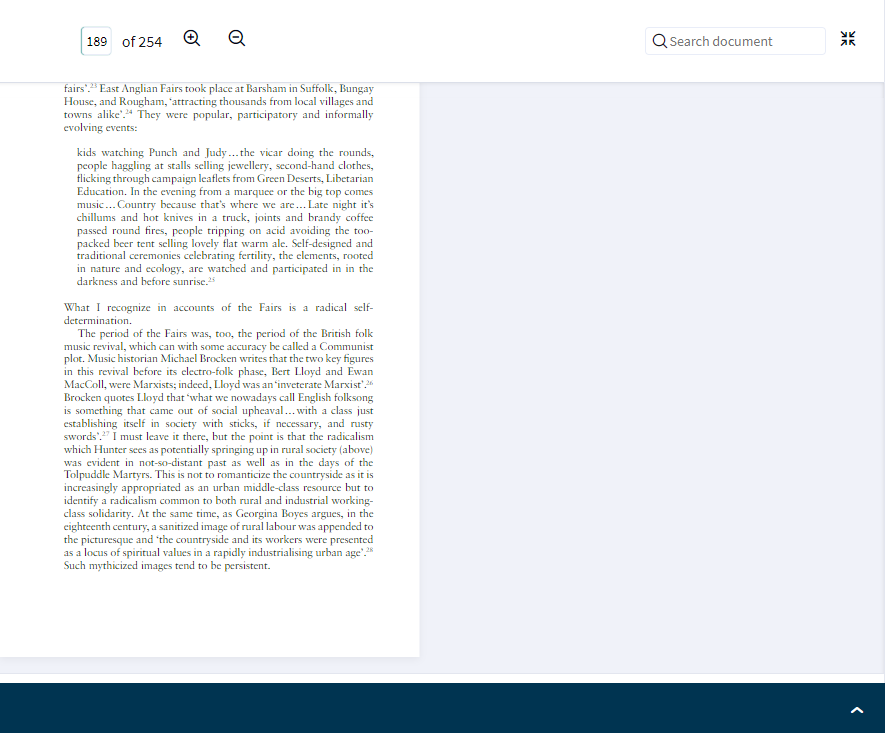 189 of 254
Search document
fairs'.²³ East Anglian Fairs took place at Barsham in Suffolk, Bungay
House, and Rougham, 'attracting thousands from local villages and
towns alike'.²⁴ They were popular, participatory and informally
evolving events:
kids watching Punch and Judy…the vicar doing the rounds,
people haggling at stalls selling jewellery, second-hand clothes,
flicking through campaign leaflets from Green Deserts, Libetarian
Education. In the evening from a marquee or the big top comes
music…Country because that's where we are…Late night it's
chillums and hot knives in a truck, joints and brandy coffee
passed round fires, people tripping on acid avoiding the too-
packed beer tent selling lovely flat warm ale. Self-designed and
traditional ceremonies celebrating fertility, the elements, rooted
in nature and ecology, are watched and participated in in the
darkness and before sunrise.²⁵
What I recognize in accounts of the Fairs is a radical self-
determination.
The period of the Fairs was, too, the period of the British folk
music revival, which can with some accuracy be called a Communist
plot. Music historian Michael Brocken writes that the two key figures
in this revival before its electro-folk phase, Bert Lloyd and Ewan
MacColl, were Marxists; indeed, Lloyd was an 'inveterate Marxist'.²⁶
Brocken quotes Lloyd that 'what we nowadays call English folksong
is something that came out of social upheaval…with a class just
establishing itself in society with sticks, if necessary, and rusty
swords'.²⁷ I must leave it there, but the point is that the radicalism
which Hunter sees as potentially springing up in rural society (above)
was evident in not-so-distant past as well as in the days of the
Tolpuddle Martyrs. This is not to romanticize the countryside as it is
increasingly appropriated as an urban middle-class resource but to
identify a radicalism common to both rural and industrial working-
class solidarity. At the same time, as Georgina Boyes argues, in the
eighteenth century, a sanitized image of rural labour was appended to
the picturesque and 'the countryside and its workers were presented
as a locus of spiritual values in a rapidly industrialising urban age'.²⁸
Such mythicized images tend to be persistent.